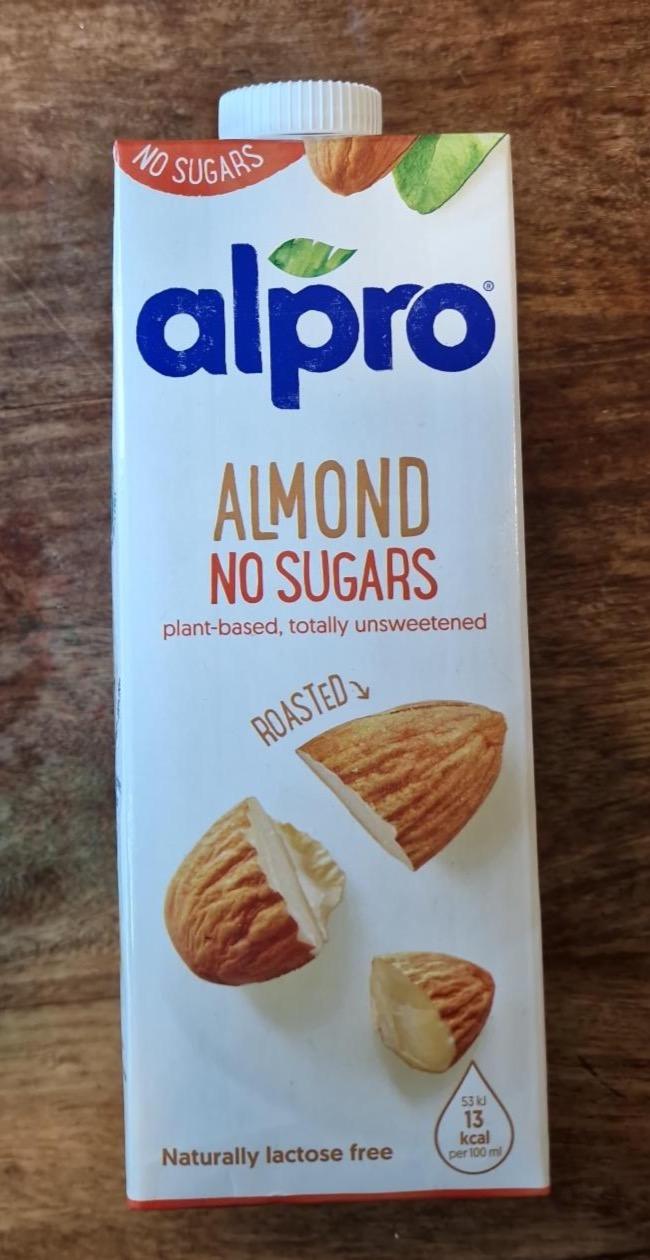 NO SUGARS
alpro®
ALMOND
NO SUGARS
plant-based, totally unsweetened
ROASTED
53 kJ
13
kcal
per 100 ml
Naturally lactose free